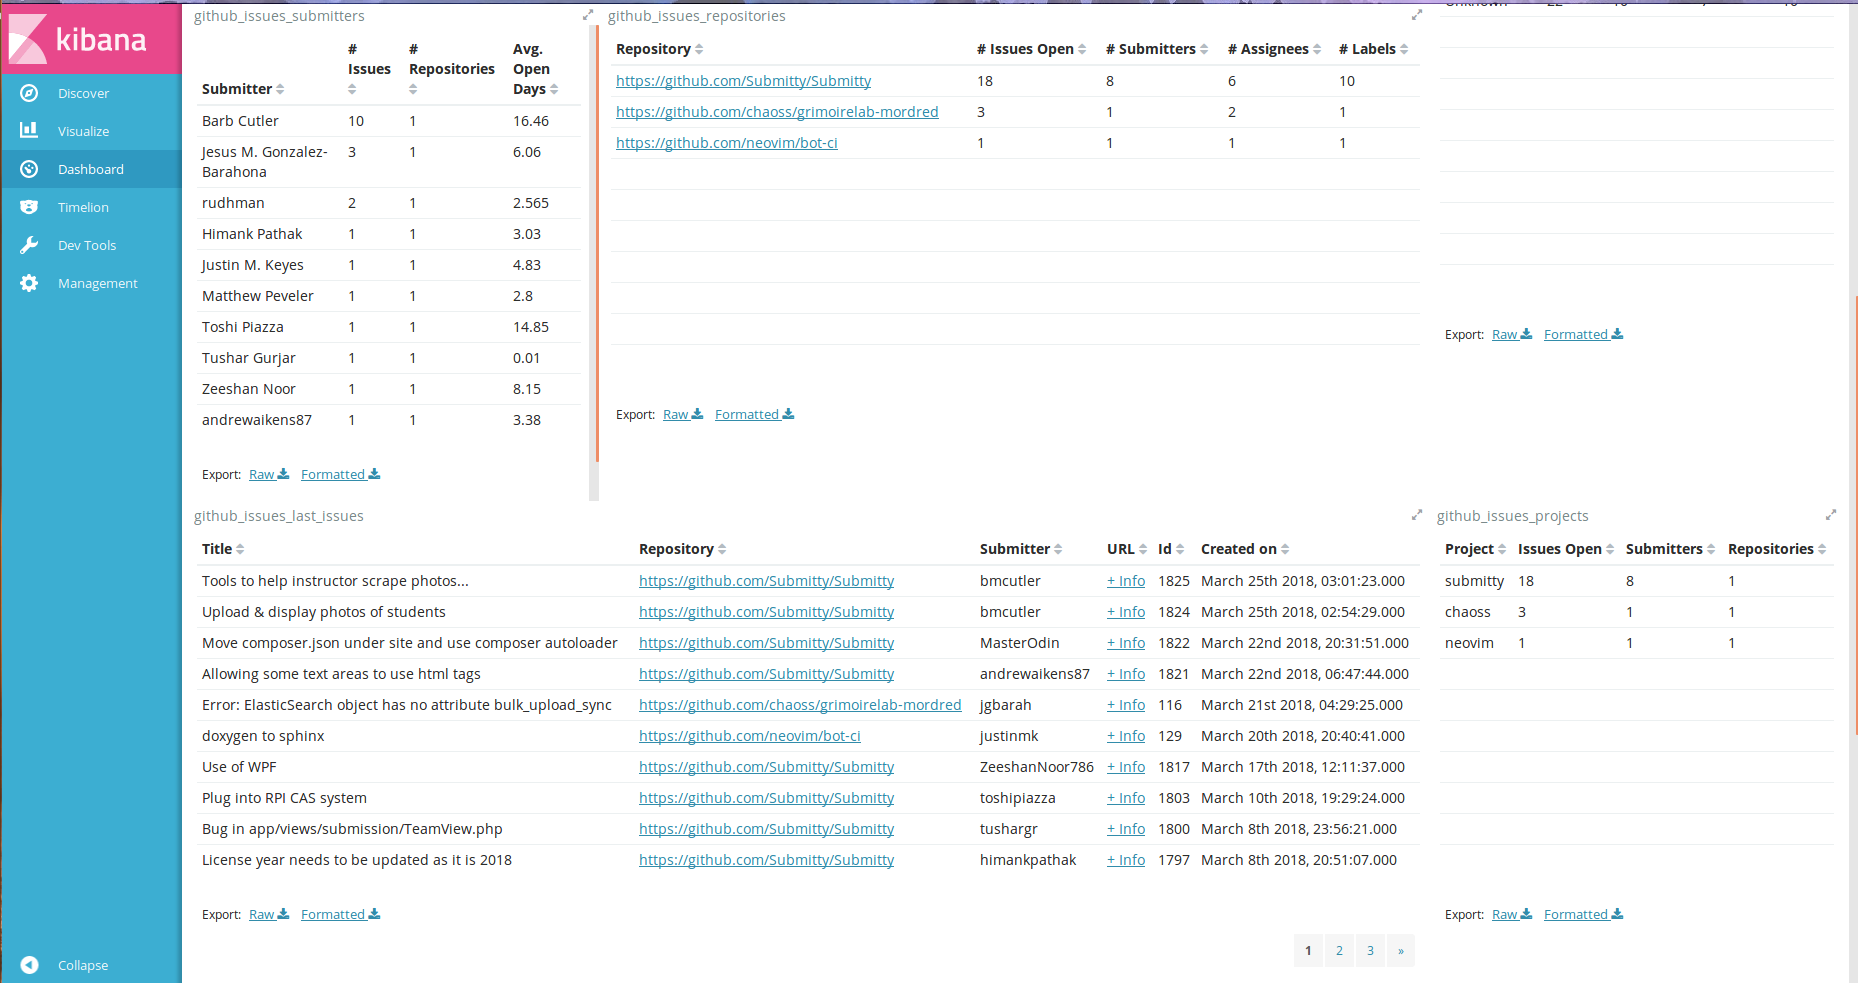 kibana
Discover
Visualize
Dashboard
Timelion
Dev Tools
Management
Collapse
github_issues_submitters
Submitter # Issues # Repositories Avg. Open Days
Barb Cutler 10 1 16.46
Jesus M. Gonzalez-Barahona 3 1 6.06
rudhman 2 1 2.565
Himank Pathak 1 1 3.03
Justin M. Keyes 1 1 4.83
Matthew Peveler 1 1 2.8
Toshi Piazza 1 1 14.85
Tushar Gurjar 1 1 0.01
Zeeshan Noor 1 1 8.15
andrewaikens87 1 1 3.38
Export: Raw Formatted
github_issues_repositories
Repository # Issues Open # Submitters # Assignees # Labels
https://github.com/Submitty/Submitty 18 8 6 10
https://github.com/chaoss/grimoirelab-mordred 3 1 2 1
https://github.com/neovim/bot-ci 1 1 1 1
Export: Raw Formatted
Export: Raw Formatted
github_issues_last_issues
Title Repository Submitter URL Id Created on
Tools to help instructor scrape photos... https://github.com/Submitty/Submitty bmcutler + Info 1825 March 25th 2018, 03:01:23.000
Upload & display photos of students https://github.com/Submitty/Submitty bmcutler + Info 1824 March 25th 2018, 02:54:29.000
Move composer.json under site and use composer autoloader https://github.com/Submitty/Submitty MasterOdin + Info 1822 March 22nd 2018, 20:31:51.000
Allowing some text areas to use html tags https://github.com/Submitty/Submitty andrewaikens87 + Info 1821 March 22nd 2018, 06:47:44.000
Error: ElasticSearch object has no attribute bulk_upload_sync https://github.com/chaoss/grimoirelab-mordred jgbarah + Info 116 March 21st 2018, 04:29:25.000
doxygen to sphinx https://github.com/neovim/bot-ci justinmk + Info 129 March 20th 2018, 20:40:41.000
Use of WPF https://github.com/Submitty/Submitty ZeeshanNoor786 + Info 1817 March 17th 2018, 12:11:37.000
Plug into RPI CAS system https://github.com/Submitty/Submitty toshipiazza + Info 1803 March 10th 2018, 19:29:24.000
Bug in app/views/submission/TeamView.php https://github.com/Submitty/Submitty tushargr + Info 1800 March 8th 2018, 23:56:21.000
License year needs to be updated as it is 2018 https://github.com/Submitty/Submitty himankpathak + Info 1797 March 8th 2018, 20:51:07.000
Export: Raw Formatted
1 2 3 »
github_issues_projects
Project Issues Open Submitters Repositories
submitty 18 8 1
chaoss 3 1 1
neovim 1 1 1
Export: Raw Formatted